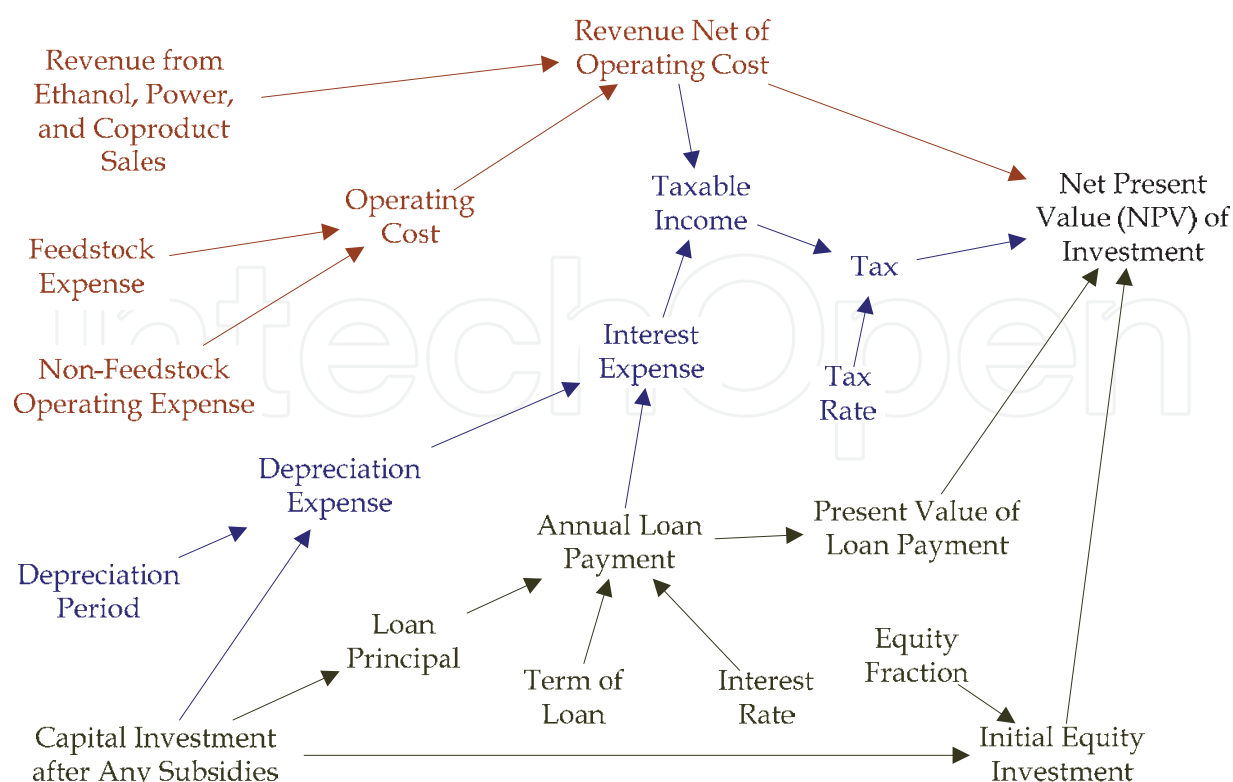 Revenue Net of
Operating Cost
Revenue from
Ethanol, Power,
and Coproduct
Sales
Taxable
Income
Net Present
Value (NPV) of
Investment
Operating
Cost
Feedstock
Expense
Tax
Interest
Expense
Non-Feedstock
Operating Expense
Tax
Rate
Depreciation
Expense
Annual Loan
Payment
Present Value of
Loan Payment
Depreciation
Period
Loan
Principal
Equity
Fraction
Term of
Loan
Interest
Rate
Capital Investment
after Any Subsidies
Initial Equity
Investment
intechOpen